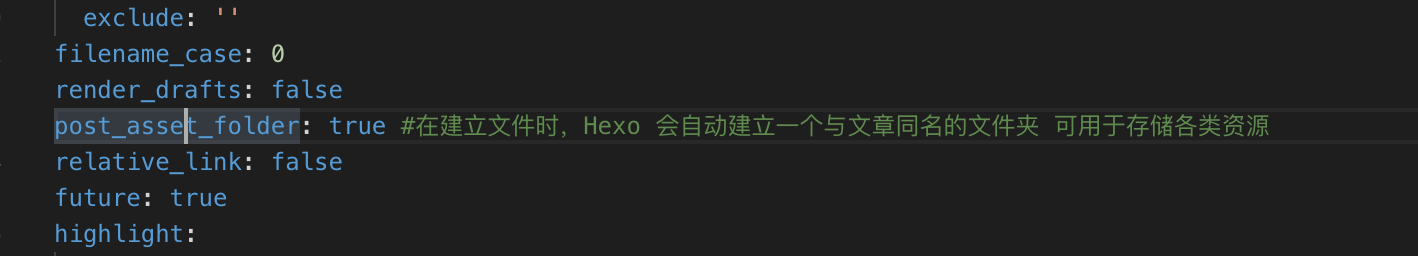 exclude: ''
filename_case: 0
render_drafts: false
post_asset_folder: true #在建立文件时，Hexo 会自动建立一个与文章同名的文件夹 可用于存储各类资源
relative_link: false
future: true
highlight: